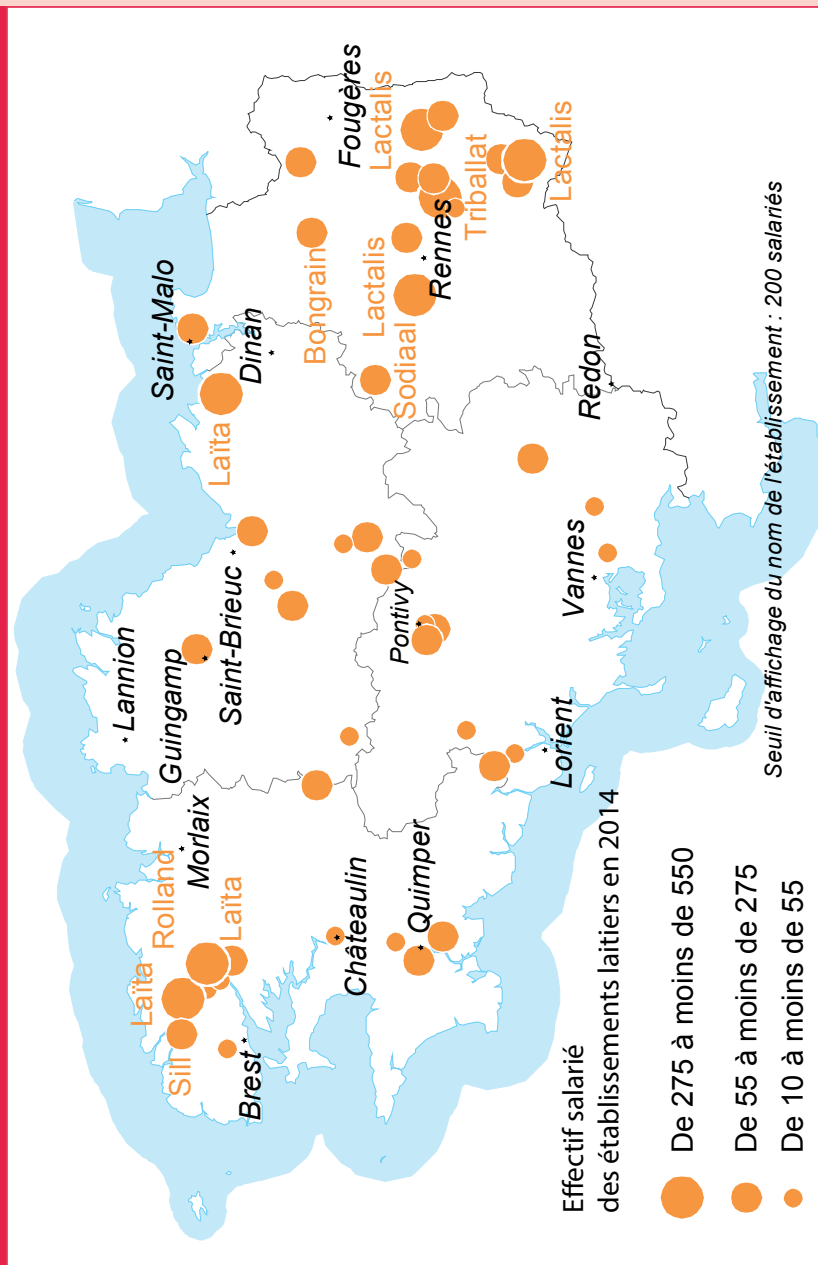 Lannion
Saint-Malo
Guingamp
Laïta
Rolland
Morlaix
Saint-Brieuc
Laïta
Dinan
Fougères
Sill
Laïta
Brest
Bongrain
Lactalis
Châteaulin
Pontivy
Sodiaal
Lactalis
Rennes
Triballat
Quimper
Lactalis
Lorient
Vannes
Redon
Effectif salarié
des établissements laitiers en 2014
De 275 à moins de 550
De 55 à moins de 275
De 10 à moins de 55
Seuil d'affichage du nom de l'établissement : 200 salariés